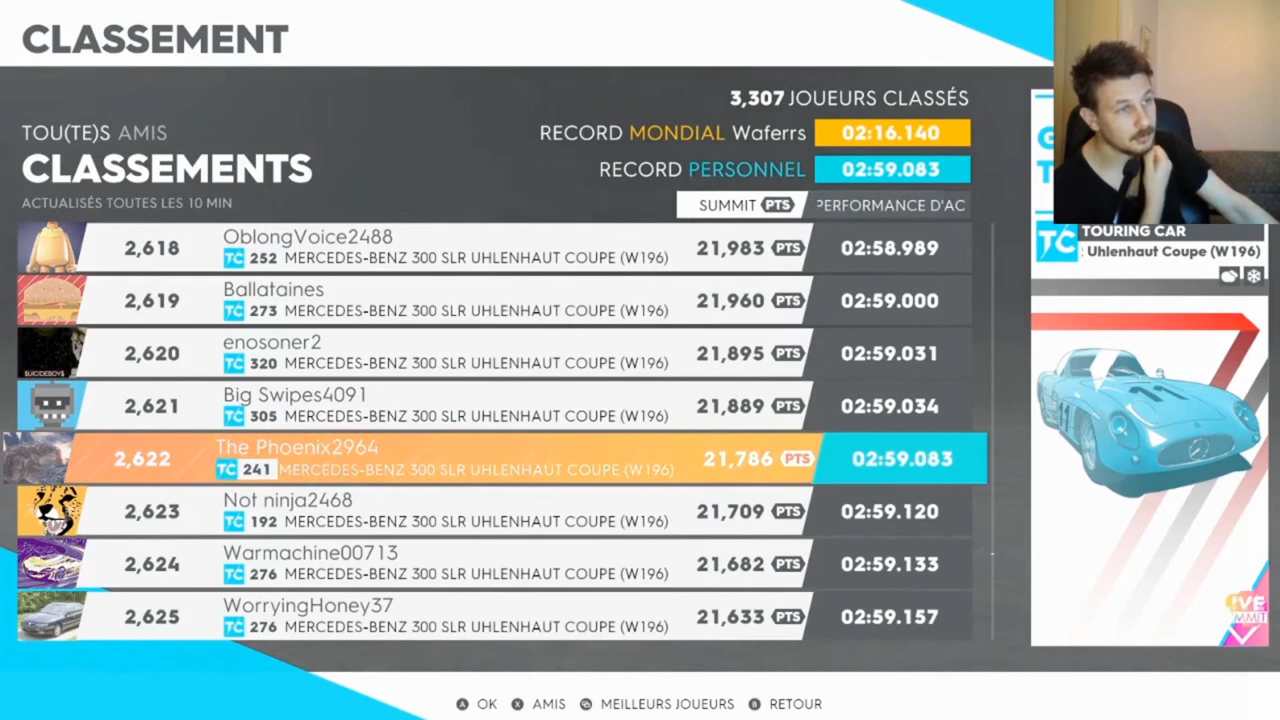 CLASSEMENT
3,307 JOUEURS CLASSÉS
TOU(TE)S AMIS
RECORD MONDIAL Waferrs 02:16.140
CLASSEMENTS
RECORD PERSONNEL 02:59.083
ACTUALISÉS TOUTES LES 10 MIN
SUMMIT PTS PERFORMANCE D'AC
2,618 OblongVoice2488 21,983 PTS 02:58.989
TC 252 MERCEDES-BENZ 300 SLR UHLENHAUT COUPE (W196)
2,619 Ballataines 21,960 PTS 02:59.000
TC 273 MERCEDES-BENZ 300 SLR UHLENHAUT COUPE (W196)
2,620 enosoner2 21,895 PTS 02:59.031
TC 320 MERCEDES-BENZ 300 SLR UHLENHAUT COUPE (W196)
$UICIDEBOY$
2,621 Big Swipes4091 21,889 PTS 02:59.034
TC 305 MERCEDES-BENZ 300 SLR UHLENHAUT COUPE (W196)
2,622 The Phoenix2964 21,786 PTS 02:59.083
TC 241 MERCEDES-BENZ 300 SLR UHLENHAUT COUPE (W196)
2,623 Not ninja2468 21,709 PTS 02:59.120
TC 192 MERCEDES-BENZ 300 SLR UHLENHAUT COUPE (W196)
2,624 Warmachine00713 21,682 PTS 02:59.133
TC 276 MERCEDES-BENZ 300 SLR UHLENHAUT COUPE (W196)
2,625 WorryingHoney37 21,633 PTS 02:59.157
TC 276 MERCEDES-BENZ 300 SLR UHLENHAUT COUPE (W196)
TC TOURING CAR
Uhlenhaut Coupe (W196)
11
11
A OK X AMIS MEILLEURS JOUEURS B RETOUR